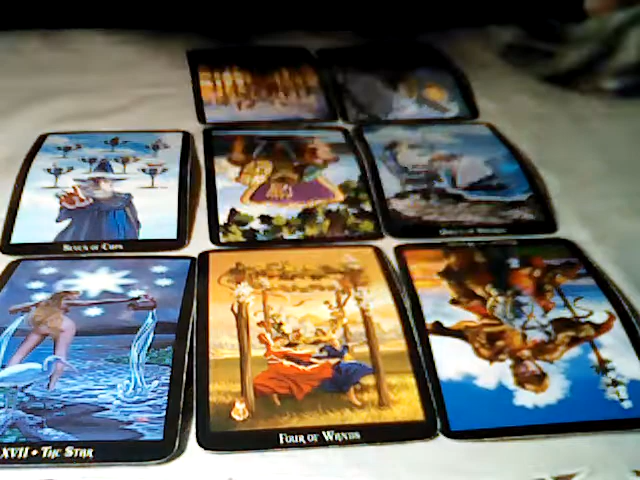 Seven of Cups
XVII • The Star
Four of Wands